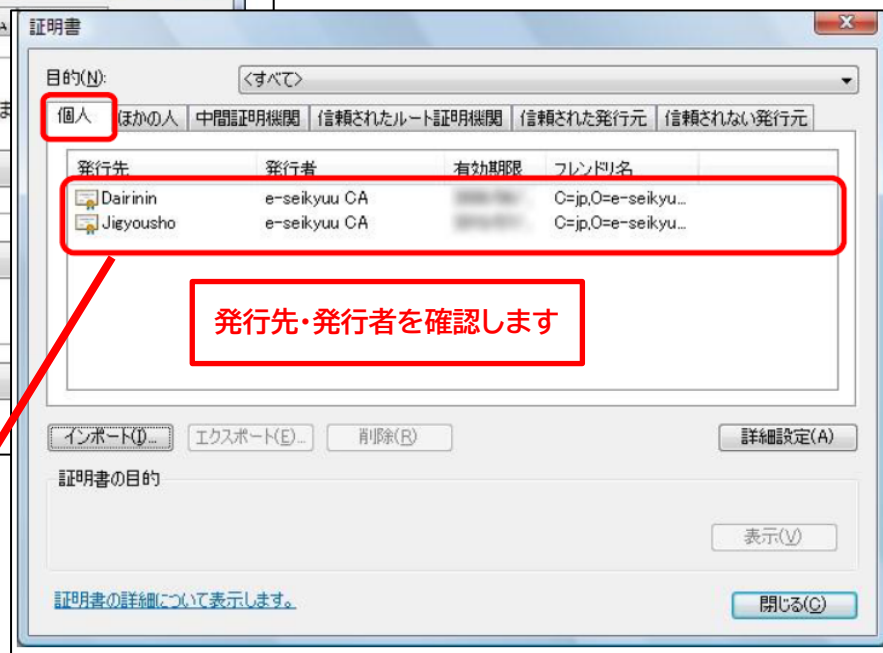 証明書
目的(N): <すべて>
個人 ほかの人 中間証明機関 信頼されたルート証明機関 信頼された発行元 信頼されない発行元
発行先 発行者 有効期限 フレンドリ名
Dairinin e-seikyuu CA C=jp,O=e-seikyu...
Jigyousho e-seikyuu CA C=jp,O=e-seikyu...
発行先・発行者を確認します
インポート(I)... エクスポート(E)... 削除(R) 詳細設定(A)
証明書の目的
表示(V)
証明書の詳細について表示します。
閉じる(C)